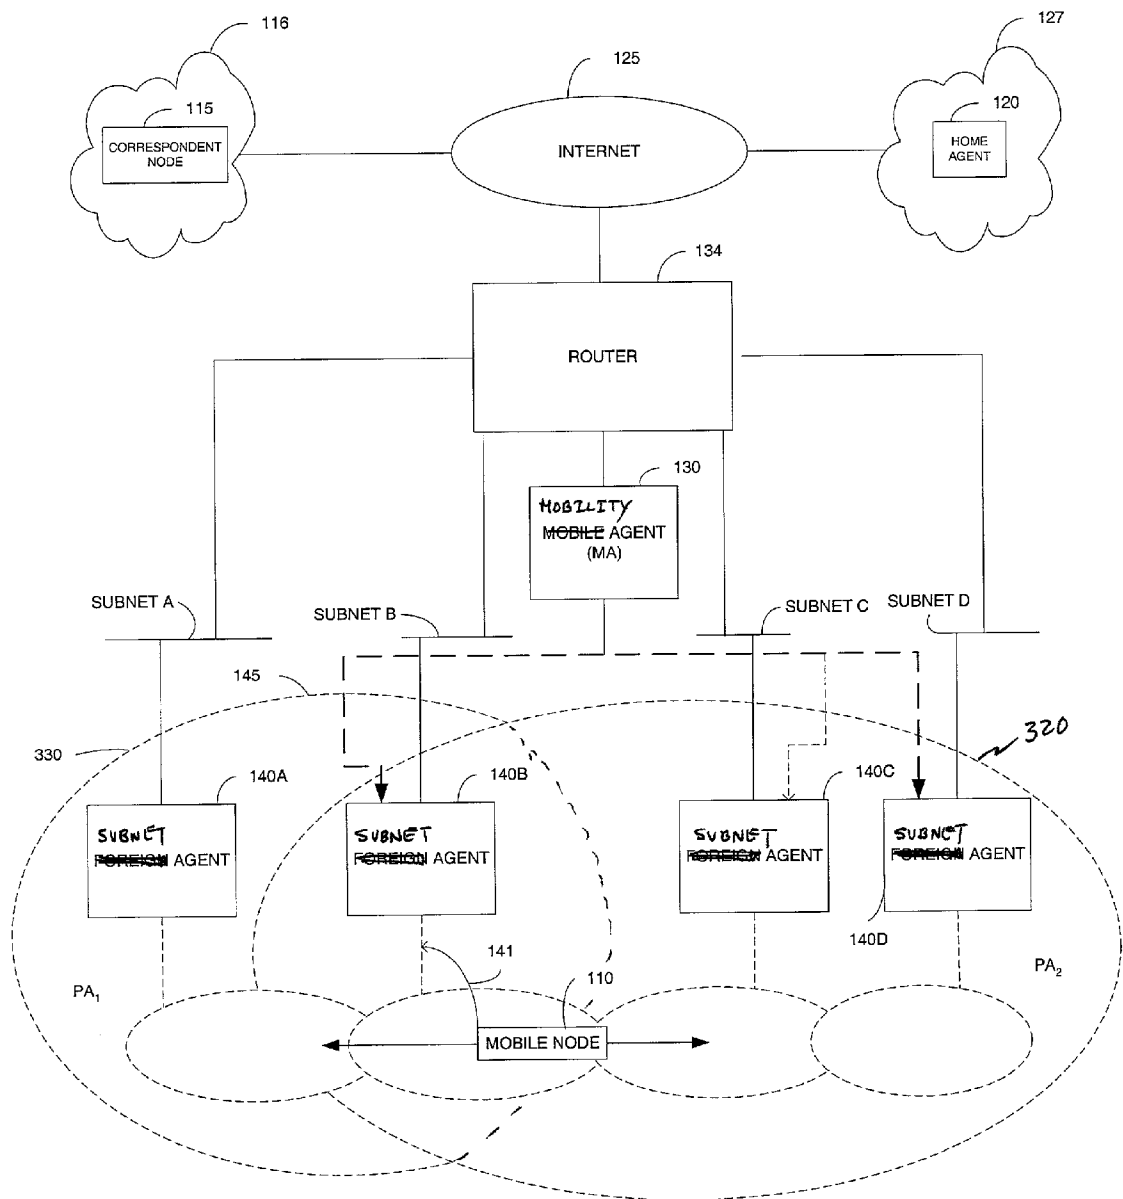 116
127
125
115
120
CORRESPONDENT
NODE
INTERNET
HOME
AGENT
134
ROUTER
130
MOBILITY
MOBILE AGENT
(MA)
SUBNET A
SUBNET B
SUBNET C
SUBNET D
145
330
320
140A
140B
140C
SUBNET
FOREIGN AGENT
SUBNET
FOREIGN AGENT
SUBNET
FOREIGN AGENT
SUBNET
FOREIGN AGENT
140D
141
110
PA1
PA2
MOBILE NODE